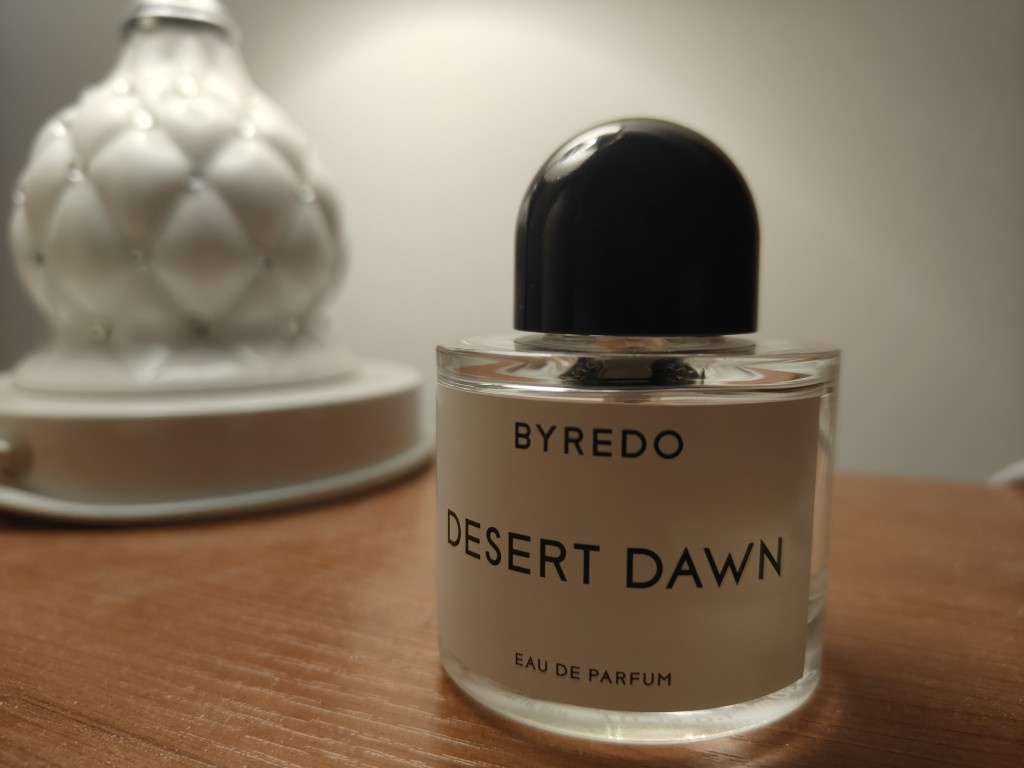 BYREDO
DESERT DAWN
EAU DE PARFUM